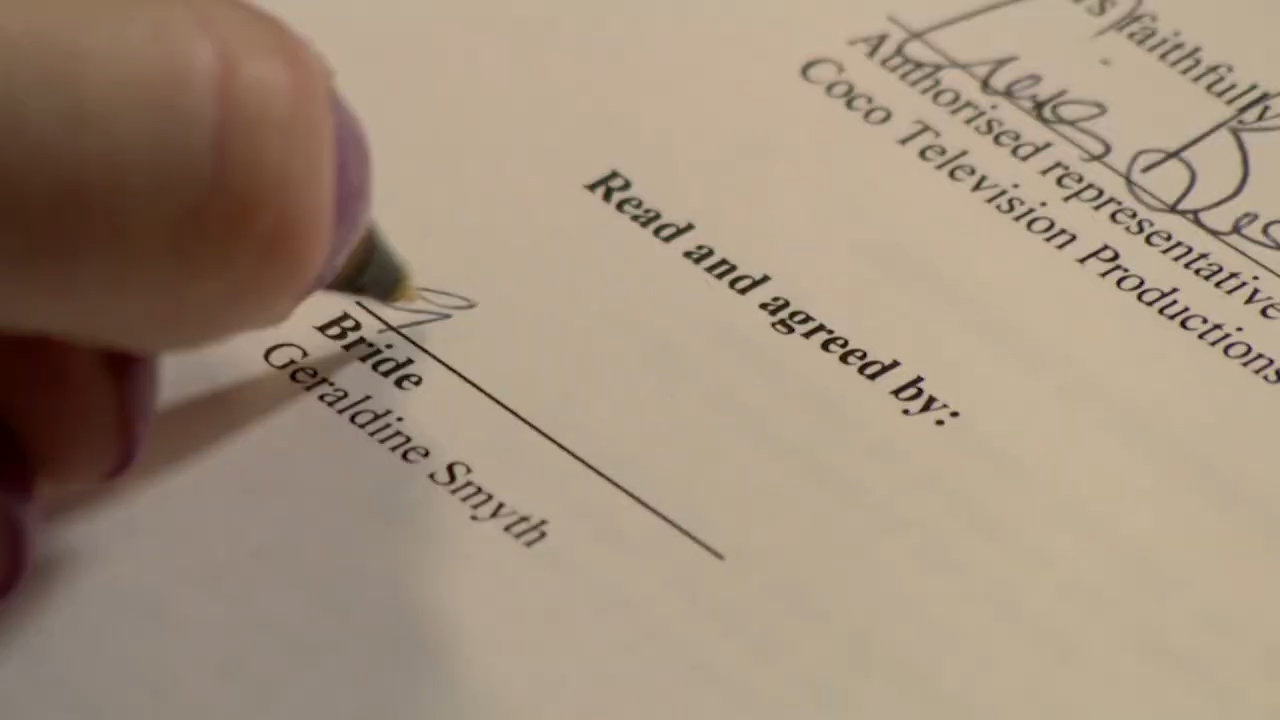 faithfully
Authorised representative
Coco Television Productions
Read and agreed by:
Bride
Geraldine Smyth